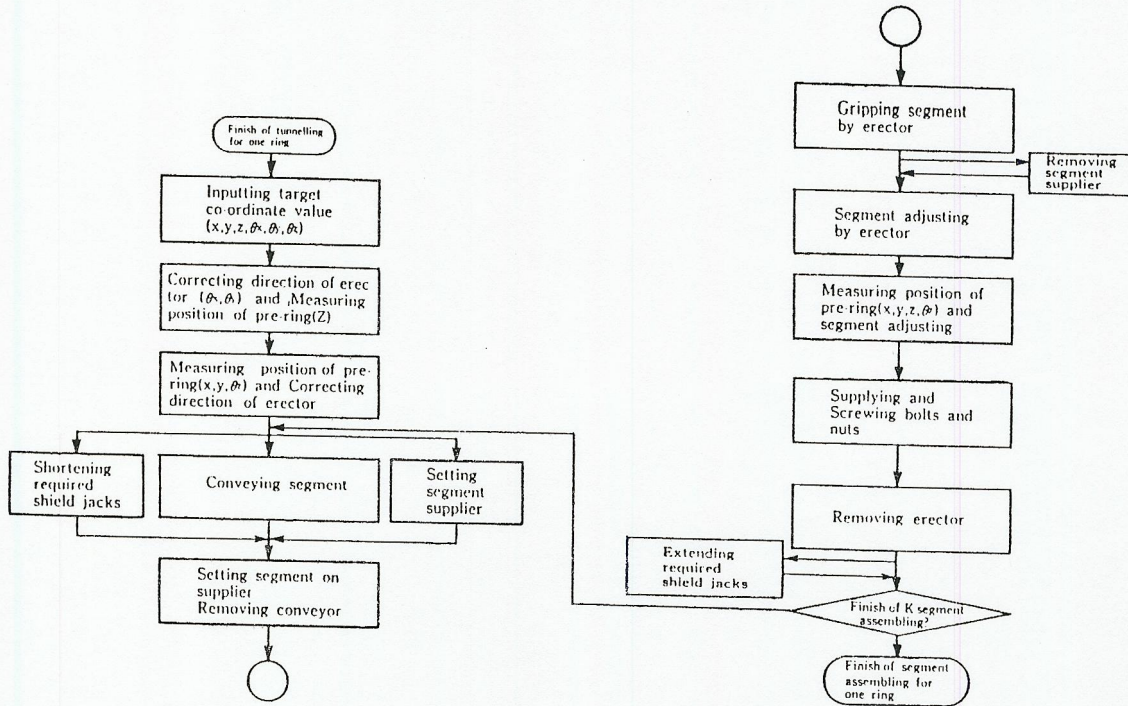 Finish of tunnelling
for one ring
Inputting target
co-ordinate value
(x,y,z,θx,θy,θz)
Correcting direction of erec
tor (θx,θy) and Measuring
position of pre-ring(Z)
Measuring position of pre-
ring(x,y,θz) and Correcting
direction of erector
Shortening
required
shield jacks
Conveying segment
Setting
segment
supplier
Setting segment on
supplier
Removing conveyor
Gripping segment
by erector
Removing
segment
supplier
Segment adjusting
by erector
Measuring position of
pre-ring(x,y,z,θz) and
segment adjusting
Supplying and
Screwing bolts and
nuts
Removing erector
Extending
required
shield jacks
Finish of K segment
assembling?
Finish of segment
assembling for
one ring